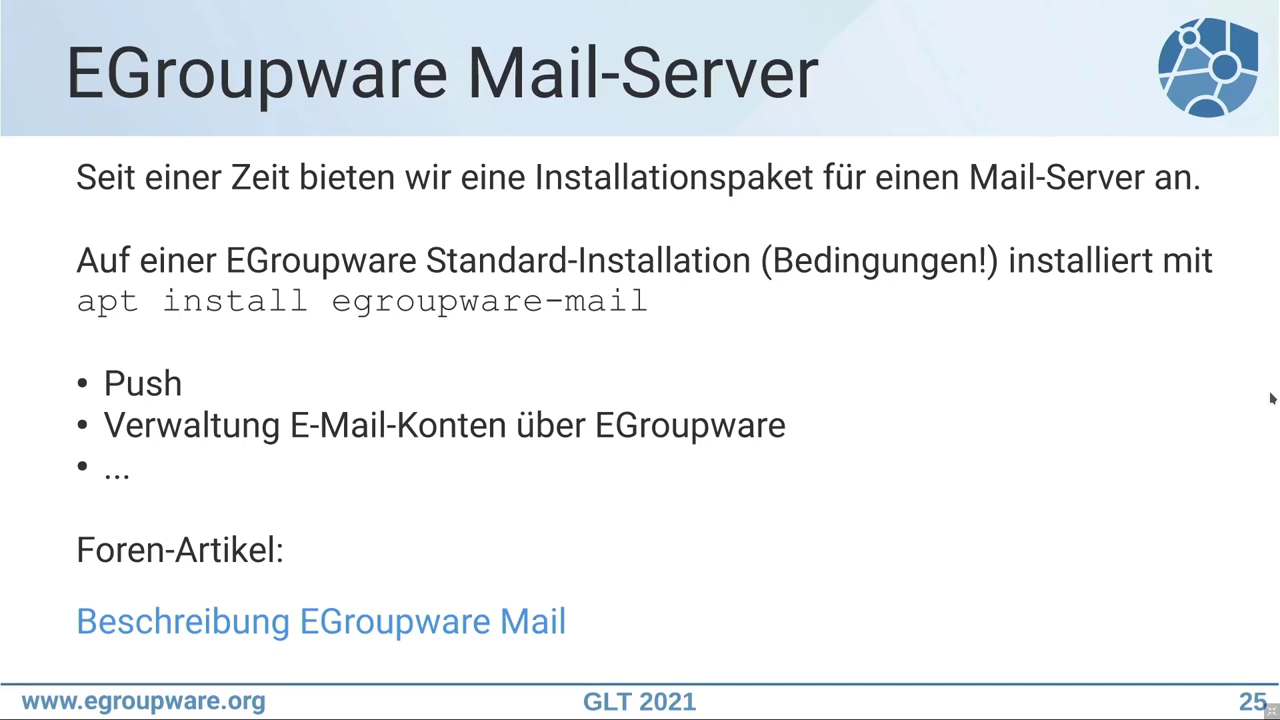 EGroupware Mail-Server
Seit einer Zeit bieten wir eine Installationspaket für einen Mail-Server an.
Auf einer EGroupware Standard-Installation (Bedingungen!) installiert mit
apt install egroupware-mail
• Push
• Verwaltung E-Mail-Konten über EGroupware
• ...
Foren-Artikel:
Beschreibung EGroupware Mail
www.egroupware.org GLT 2021 25